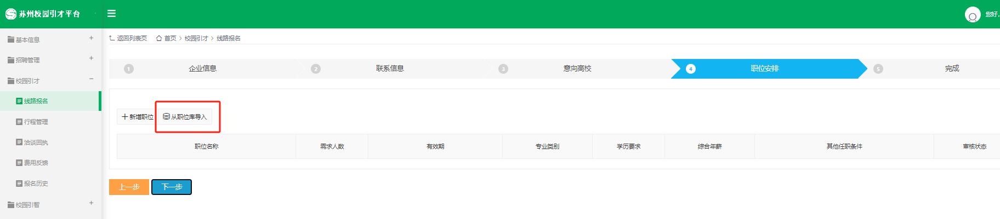 苏州校园引才平台
您好,
基本信息
招聘管理
校园引才
线路报名
行程管理
洽谈回执
费用反馈
报名历史
校园引智
返回列表页 首页 > 校园引才 > 线路报名
1 企业信息 2 联系信息 3 意向高校 4 职位安排 5 完成
新增职位 从职位库导入
职位名称 需求人数 有效期 专业类别 学历要求 综合年薪 其他任职条件 审核状态
上一步 下一步